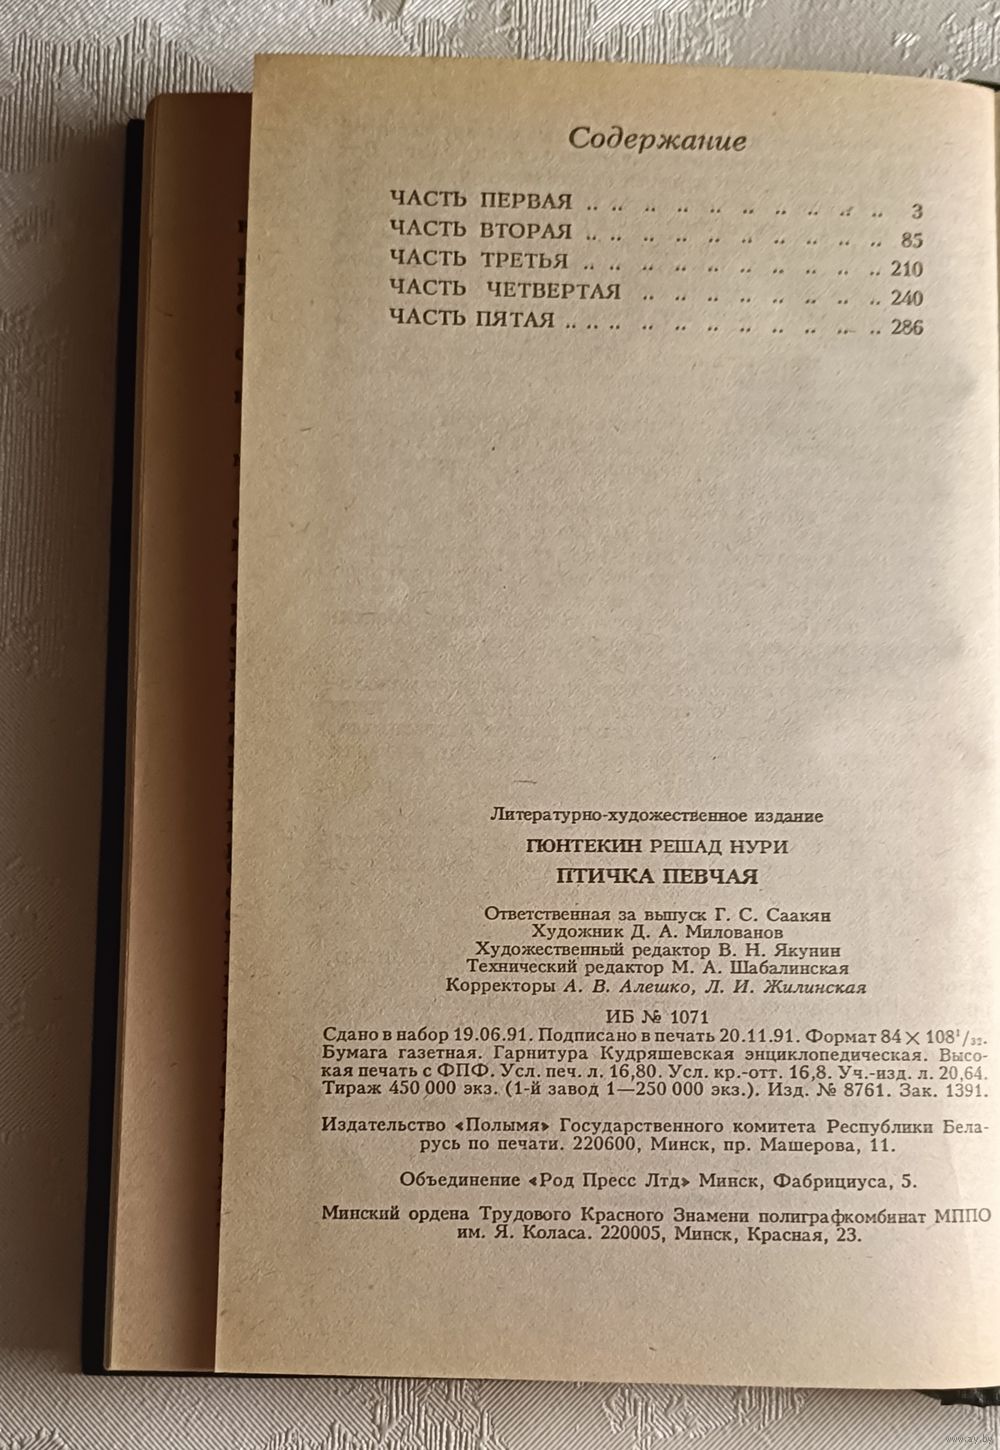 Содержание
ЧАСТЬ ПЕРВАЯ .. .. .. .. .. .. .. .. .. .. 3
ЧАСТЬ ВТОРАЯ .. .. .. .. .. .. .. .. .. .. 85
ЧАСТЬ ТРЕТЬЯ .. .. .. .. .. .. .. .. .. .. 210
ЧАСТЬ ЧЕТВЕРТАЯ .. .. .. .. .. .. .. .. 240
ЧАСТЬ ПЯТАЯ .. .. .. .. .. .. .. .. .. .. .. 286
Литературно-художественное издание
ГЮНТЕКИН РЕШАД НУРИ
ПТИЧКА ПЕВЧАЯ
Ответственная за выпуск Г. С. Саакян
Художник Д. А. Милованов
Художественный редактор В. Н. Якунин
Технический редактор М. А. Шабалинская
Корректоры А. В. Алешко, Л. И. Жилинская
ИБ № 1071
Сдано в набор 19.06.91. Подписано в печать 20.11.91. Формат 84 × 108¹/₃₂.
Бумага газетная. Гарнитура Кудряшевская энциклопедическая. Высо-
кая печать с ФПФ. Усл. печ. л. 16,80. Усл. кр.-отт. 16,8. Уч.-изд. л. 20,64.
Тираж 450 000 экз. (1-й завод 1—250 000 экз.). Изд. № 8761. Зак. 1391.
Издательство «Полымя» Государственного комитета Республики Бела-
русь по печати. 220600, Минск, пр. Машерова, 11.
Объединение «Род Пресс Лтд» Минск, Фабрициуса, 5.
Минский ордена Трудового Красного Знамени полиграфкомбинат МППО
им. Я. Коласа. 220005, Минск, Красная, 23.
www.ay.by